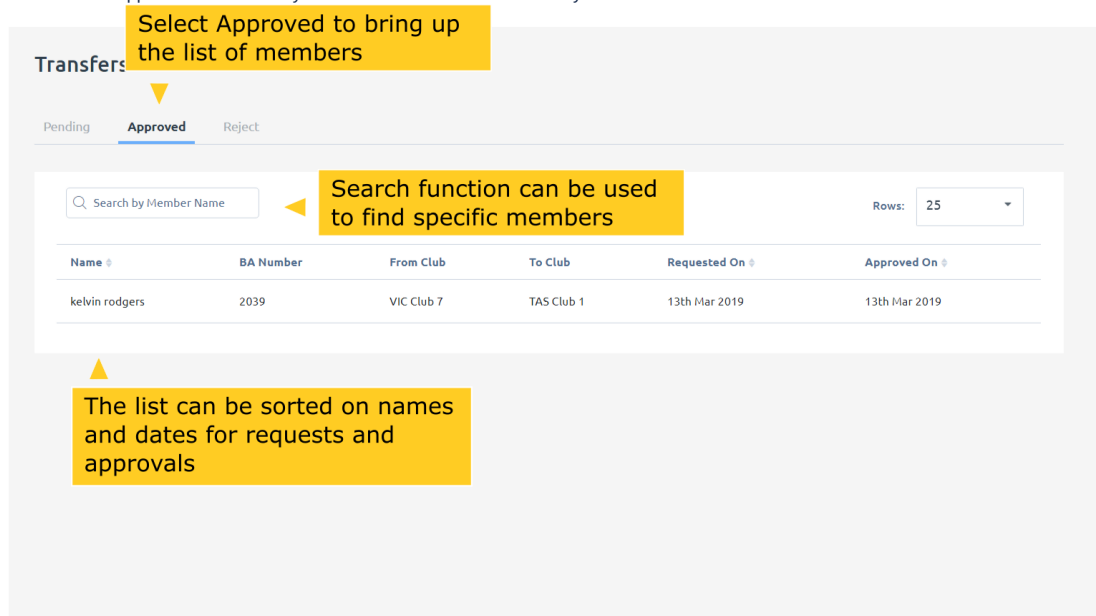 Select Approved to bring up
the list of members
Transfers
Pending Approved Reject
Search by Member Name
Search function can be used
to find specific members
Rows: 25
Name BA Number From Club To Club Requested On Approved On
kelvin rodgers 2039 VIC Club 7 TAS Club 1 13th Mar 2019 13th Mar 2019
The list can be sorted on names
and dates for requests and
approvals